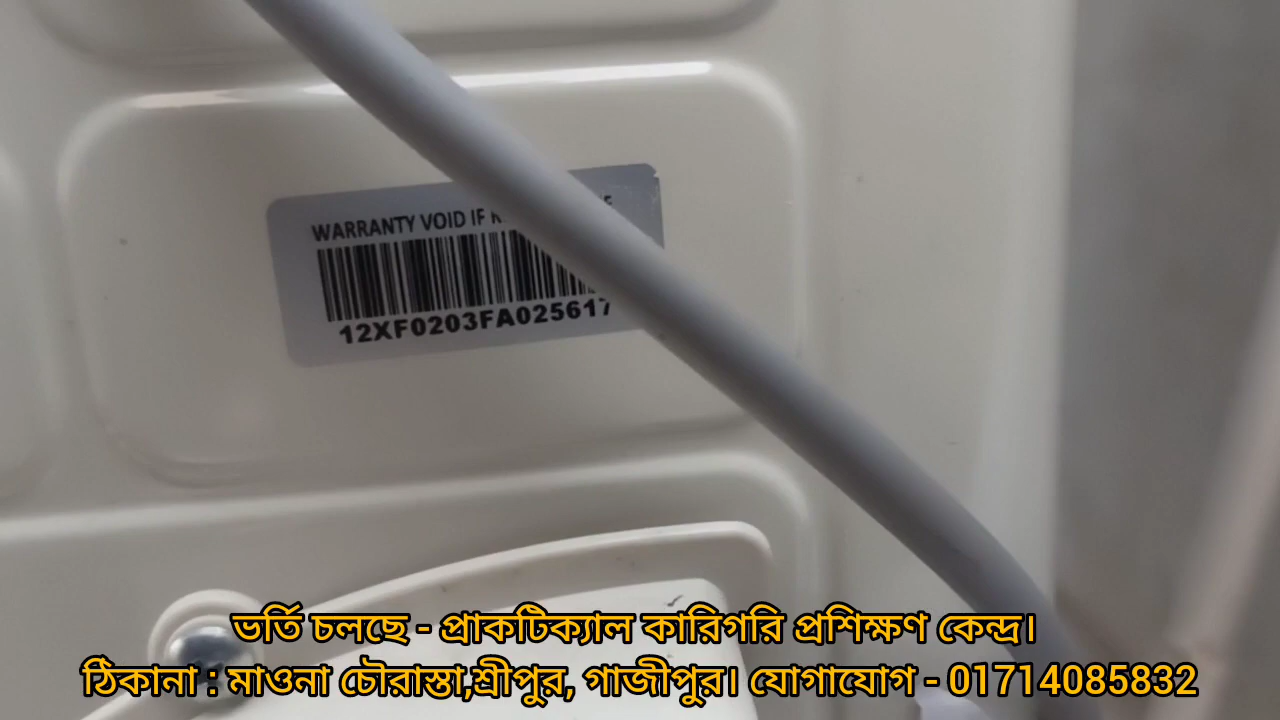 WARRANTY VOID IF
12XF0203FA025617
ভর্তি চলছে - প্রাকটিক্যাল কারিগরি প্রশিক্ষণ কেন্দ্র।
ঠিকানা : মাওনা চৌরাস্তা,শ্রীপুর, গাজীপুর। যোগাযোগ - 01714085832